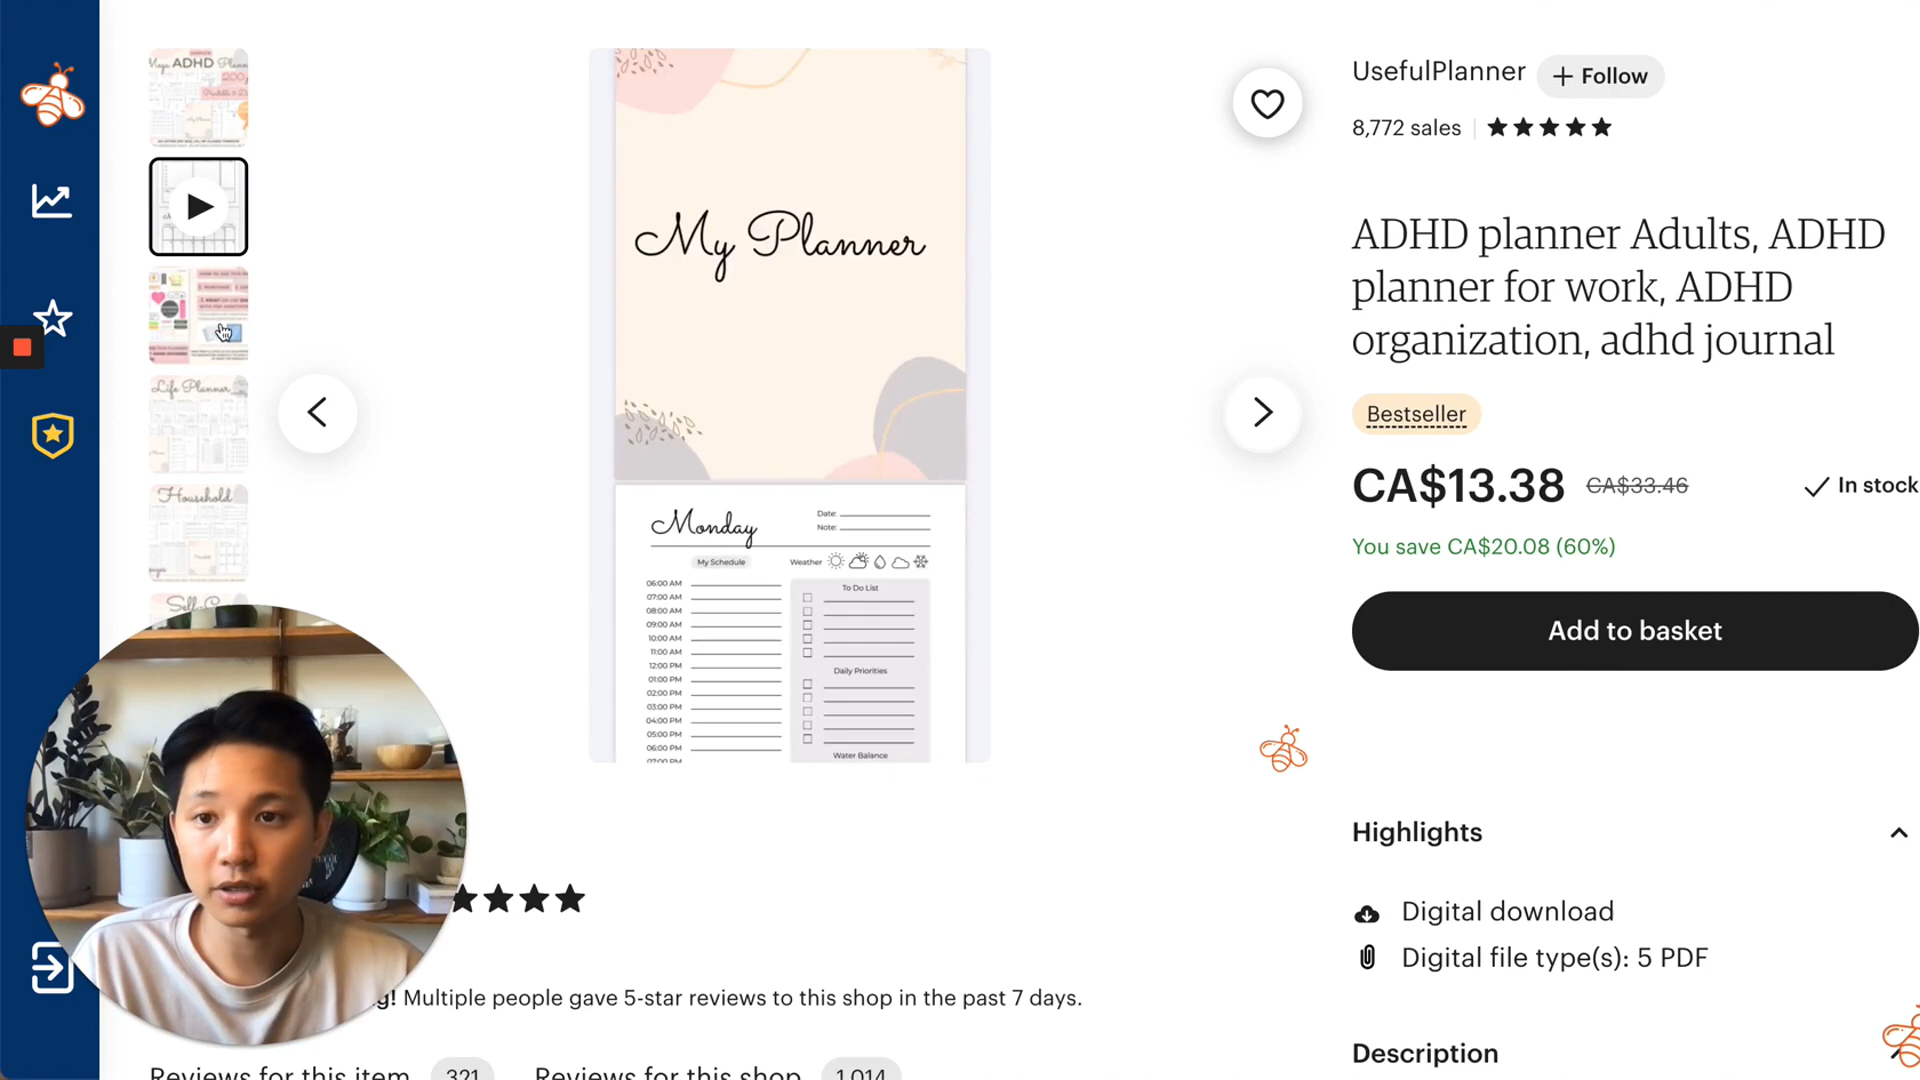 Mega ADHD Planner
200
Life Planner
Household
UsefulPlanner
+ Follow
8,772 sales
ADHD planner Adults, ADHD
planner for work, ADHD
organization, adhd journal
Bestseller
CA$13.38
CA$33.46
In stock
You save CA$20.08 (60%)
Add to basket
Highlights
Digital download
Digital file type(s): 5 PDF
Description
My Planner
Monday
Date:
Note:
My Schedule
Weather
06:00 AM
07:00 AM
08:00 AM
09:00 AM
10:00 AM
11:00 AM
12:00 PM
01:00 PM
02:00 PM
03:00 PM
04:00 PM
05:00 PM
06:00 PM
07:00 PM
To Do List
Daily Priorities
Water Balance
g! Multiple people gave 5-star reviews to this shop in the past 7 days.
Reviews for this item 321
Reviews for this shop 1,014